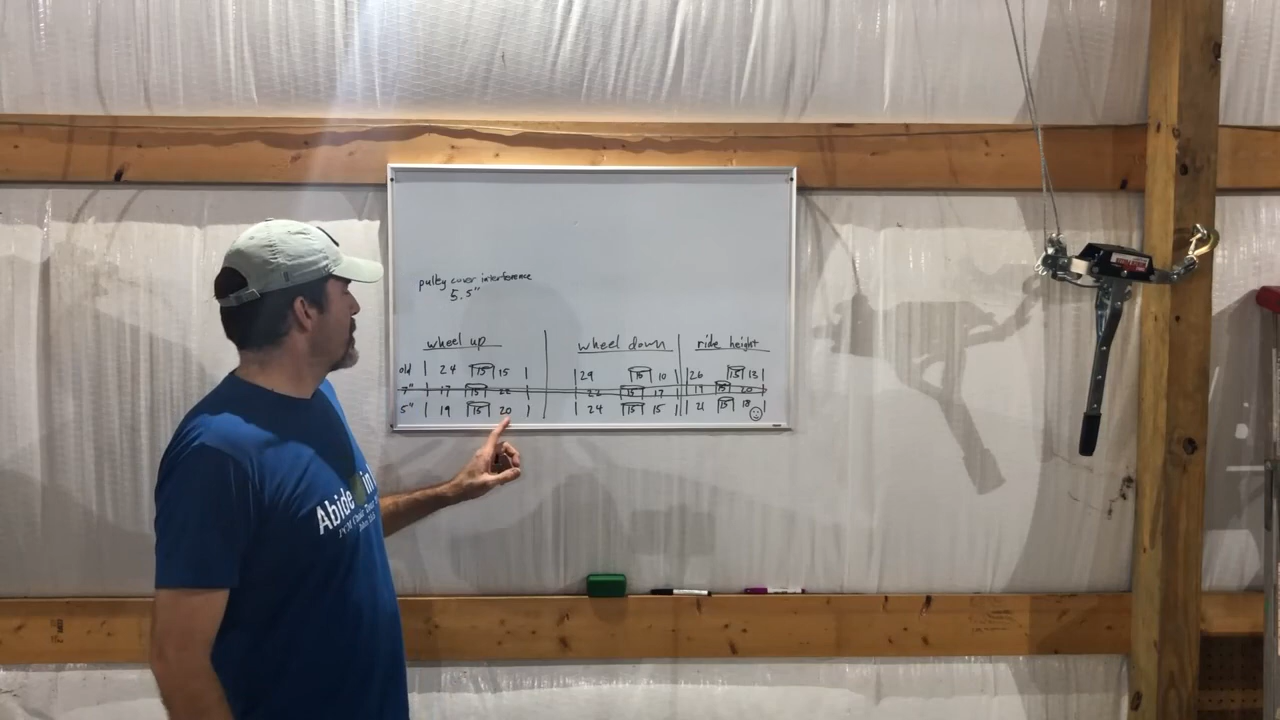 pulley cover interference
5.5"
wheel up wheel down ride height
old | 24 15 15 | 29 15 10 | 26 15 13 |
7" | 17 15 22 | 22 15 17 | 19 15 20 |
5" | 19 15 20 | 24 15 15 | 21 15 18 |
Abide in